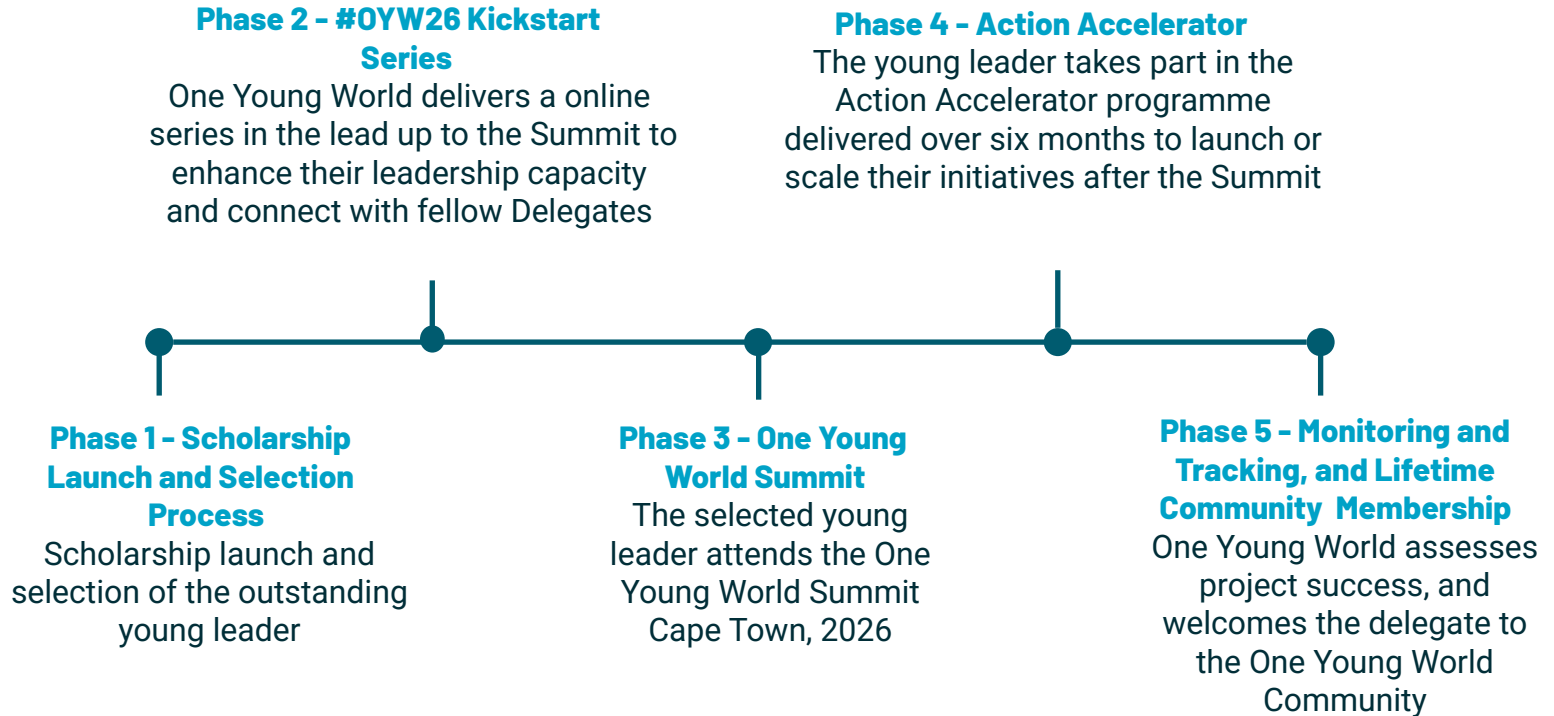 Phase 2 - #OYW26 Kickstart
Series
One Young World delivers a online
series in the lead up to the Summit to
enhance their leadership capacity
and connect with fellow Delegates
Phase 4 - Action Accelerator
The young leader takes part in the
Action Accelerator programme
delivered over six months to launch or
scale their initiatives after the Summit
Phase 1 - Scholarship
Launch and Selection
Process
Scholarship launch and
selection of the outstanding
young leader
Phase 3 - One Young
World Summit
The selected young
leader attends the One
Young World Summit
Cape Town, 2026
Phase 5 - Monitoring and
Tracking, and Lifetime
Community  Membership
One Young World assesses
project success, and
welcomes the delegate to
the One Young World
Community